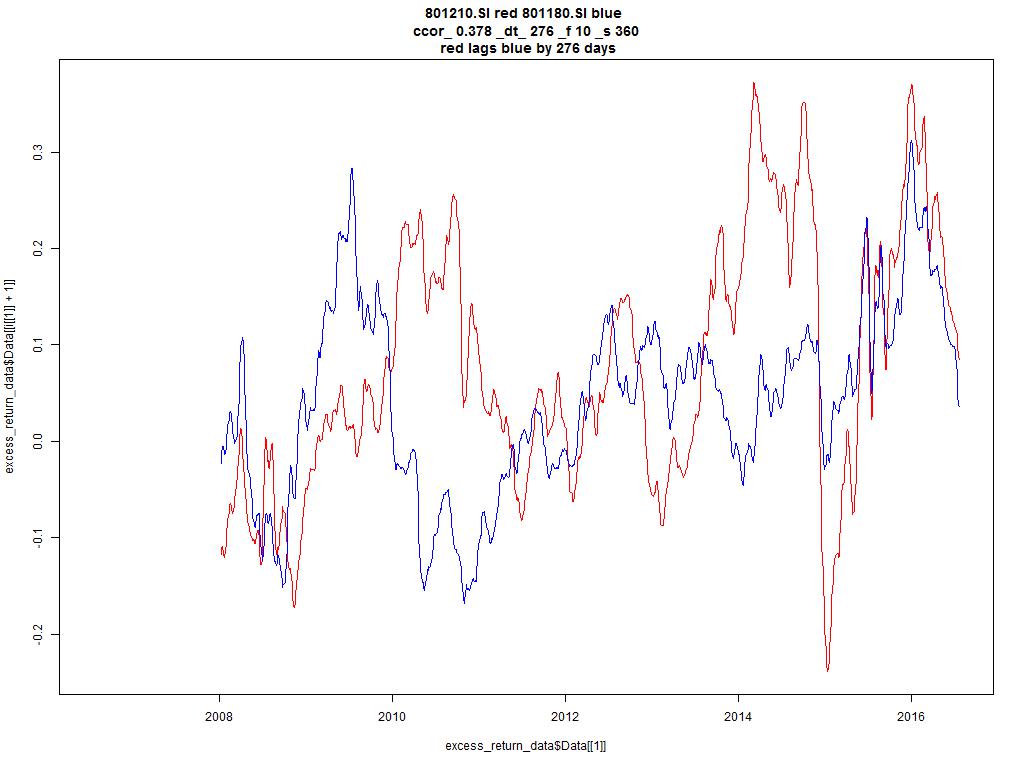 801210.SI red 801180.SI blue
ccor_ 0.378 _dt_ 276 _f 10 _s 360
red lags blue by 276 days
excess_return_data$Data[[i[[1]] + 1]]
0.3
0.2
0.1
0.0
-0.1
-0.2
2008 2010 2012 2014 2016
excess_return_data$Data[[1]]